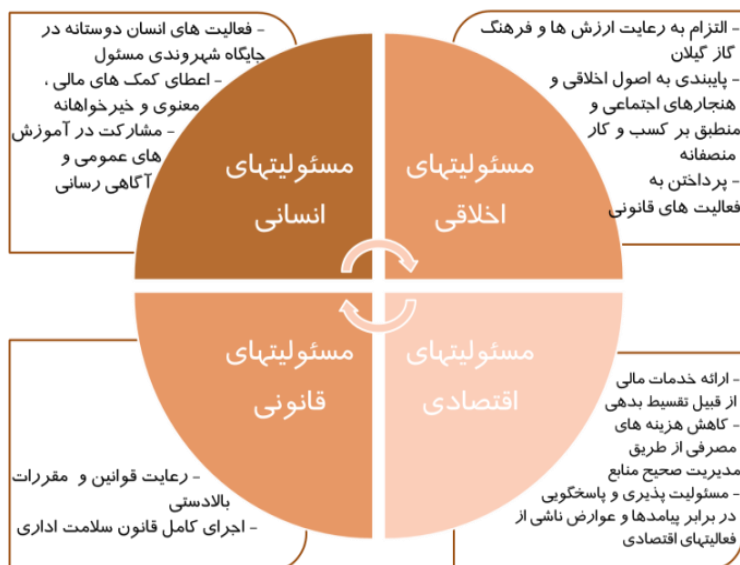 - التزام به رعایت ارزش ها و فرهنگ
گاز گیلان
- پایبندی به اصول اخلاقی و
هنجارهای اجتماعی و
منطبق بر کسب و کار
منصفانه
- پرداختن به
فعالیت های قانونی
- فعالیت های انسان دوستانه در
جایگاه شهروندی مسئول
- اعطای کمک های مالی ،
معنوی و خیرخواهانه
- مشارکت در آموزش
های عمومی و
آگاهی رسانی
مسئولیتهای
اخلاقی
مسئولیتهای
انسانی
مسئولیتهای
اقتصادی
مسئولیتهای
قانونی
- ارائه خدمات مالی
از قبیل تقسیط بدهی
- کاهش هزینه های
مصرفی از طریق
مدیریت صحیح منابع
- مسئولیت پذیری و پاسخگویی
در برابر پیامدها و عوارض ناشی از
فعالیتهای اقتصادی
- رعایت قوانین و مقررات
بالادستی
- اجرای کامل قانون سلامت اداری